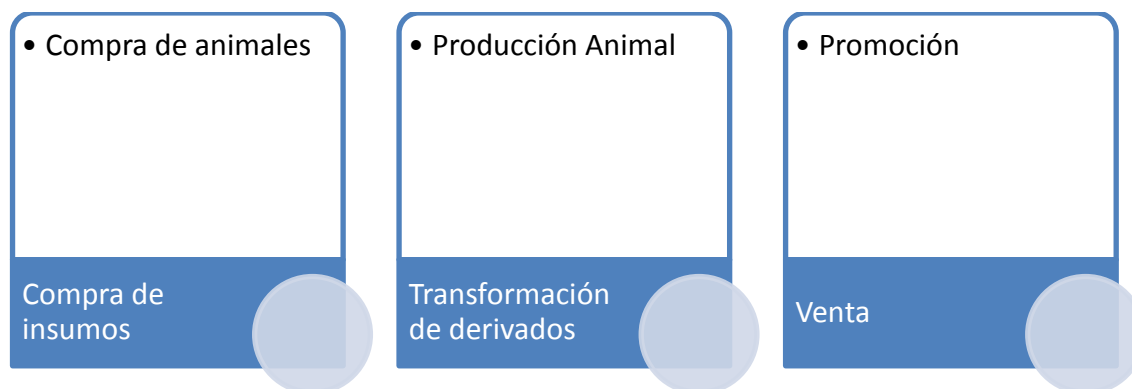 • Compra de animales
Compra de
insumos
• Producción Animal
Transformación
de derivados
• Promoción
Venta